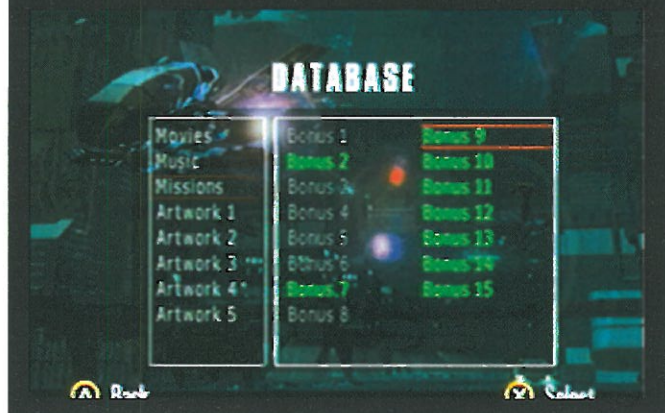 DATABASE
Movies
Music
Missions
Artwork 1
Artwork 2
Artwork 3
Artwork 4
Artwork 5
Bonus 1
Bonus 2
Bonus 3
Bonus 4
Bonus 5
Bonus 6
Bonus 7
Bonus 8
Bonus 9
Bonus 10
Bonus 11
Bonus 12
Bonus 13
Bonus 14
Bonus 15
A Back
X Select